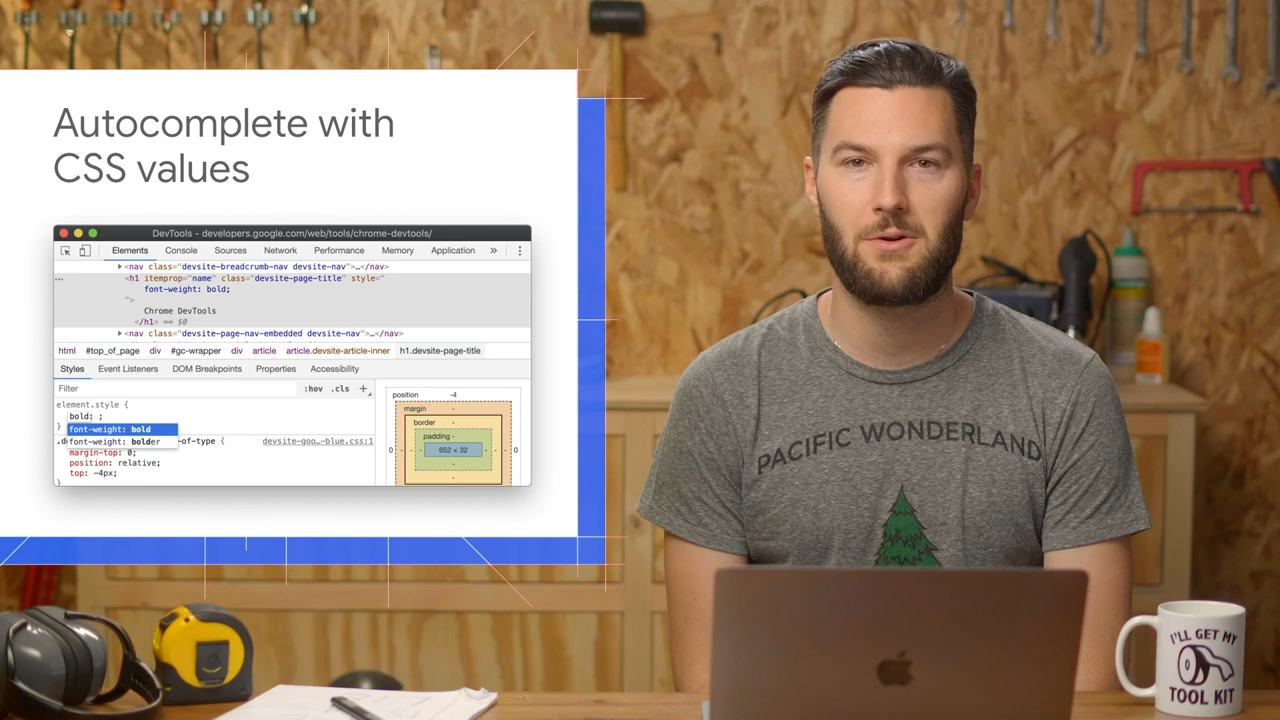 Autocomplete with
CSS values
DevTools - developers.google.com/web/tools/chrome-devtools/
Elements Console Sources Network Performance Memory Application »
▶<nav class="devsite-breadcrumb-nav devsite-nav">…</nav>
<h1 itemprop="name" class="devsite-page-title" style="
font-weight: bold;
">
Chrome DevTools
</h1> == $0
▶<nav class="devsite-page-nav-embedded devsite-nav">…</nav>
html #top_of_page div #gc-wrapper div article article.devsite-article-inner h1.devsite-page-title
Styles Event Listeners DOM Breakpoints Properties Accessibility
Filter :hov .cls +
element.style {
bold: ;
}
font-weight: bold
font-weight: bolder
-of-type { devsite-goo…-blue.css:1
margin-top: 0;
position: relative;
top: -4px;
}
position -4
margin -
border -
padding -
0 - - - 652 × 32 - - - 0
-
-
PACIFIC WONDERLAND
I'LL GET MY
TOOL KIT